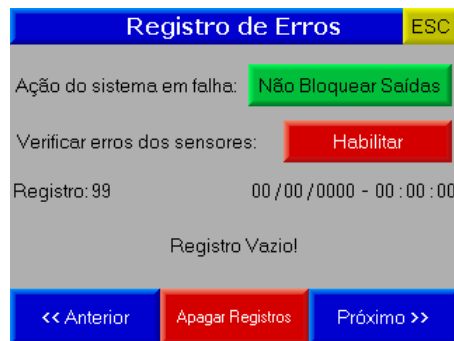 Registro de Erros ESC
Ação do sistema em falha: Não Bloquear Saídas
Verificar erros dos sensores: Habilitar
Registro: 99 00/00/0000 - 00:00:00
Registro Vazio!
<< Anterior Apagar Registros Próximo >>